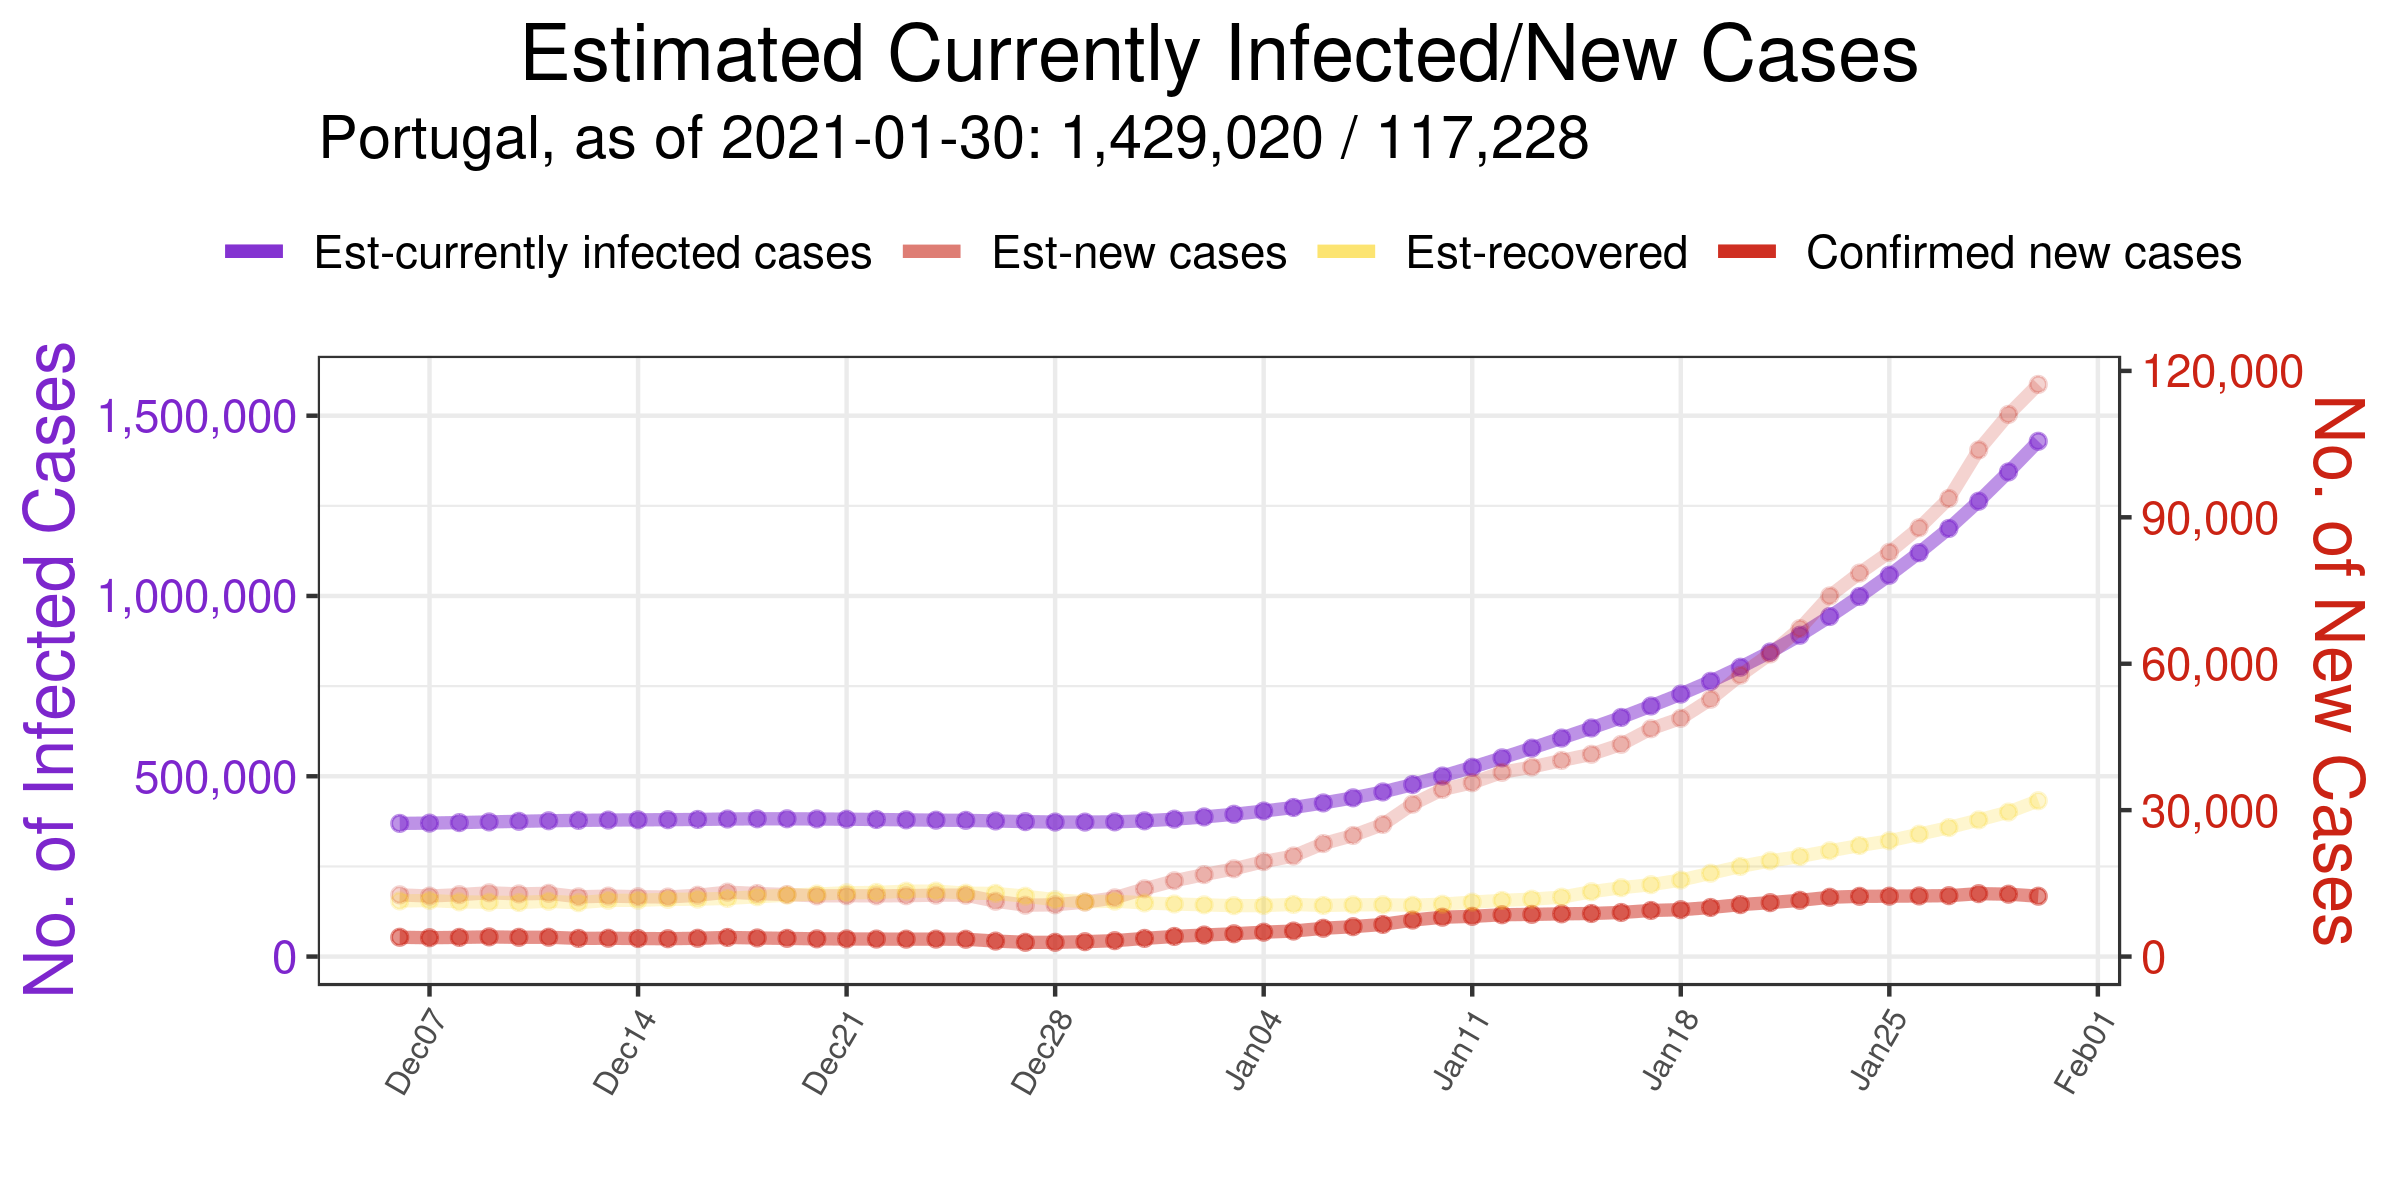 Estimated Currently Infected/New Cases
Portugal, as of 2021-01-30: 1,429,020 / 117,228
Est-currently infected cases Est-new cases Est-recovered Confirmed new cases
No. of Infected Cases
1,500,000
1,000,000
500,000
0
120,000
90,000
60,000
30,000
0
No. of New Cases
Dec07 Dec14 Dec21 Dec28 Jan04 Jan11 Jan18 Jan25 Feb01